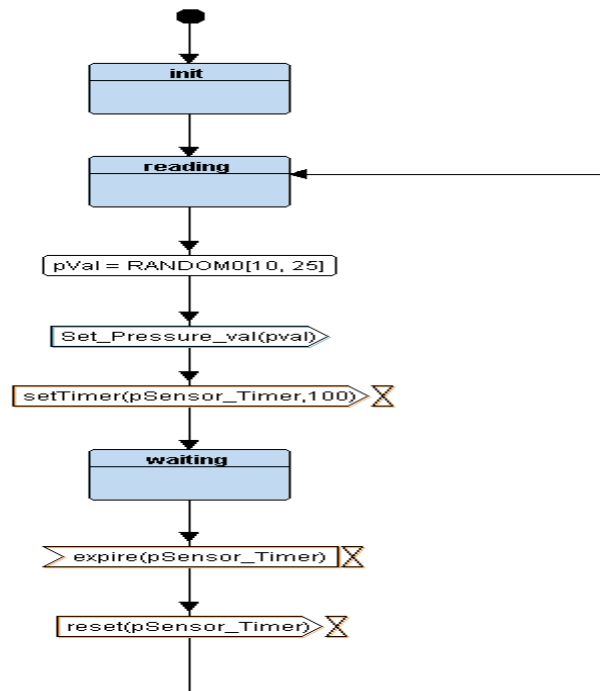 init
reading
pVal = RANDOM0[10, 25]
Set_Pressure_val(pval)
setTimer(pSensor_Timer,100)
waiting
expire(pSensor_Timer)
reset(pSensor_Timer)